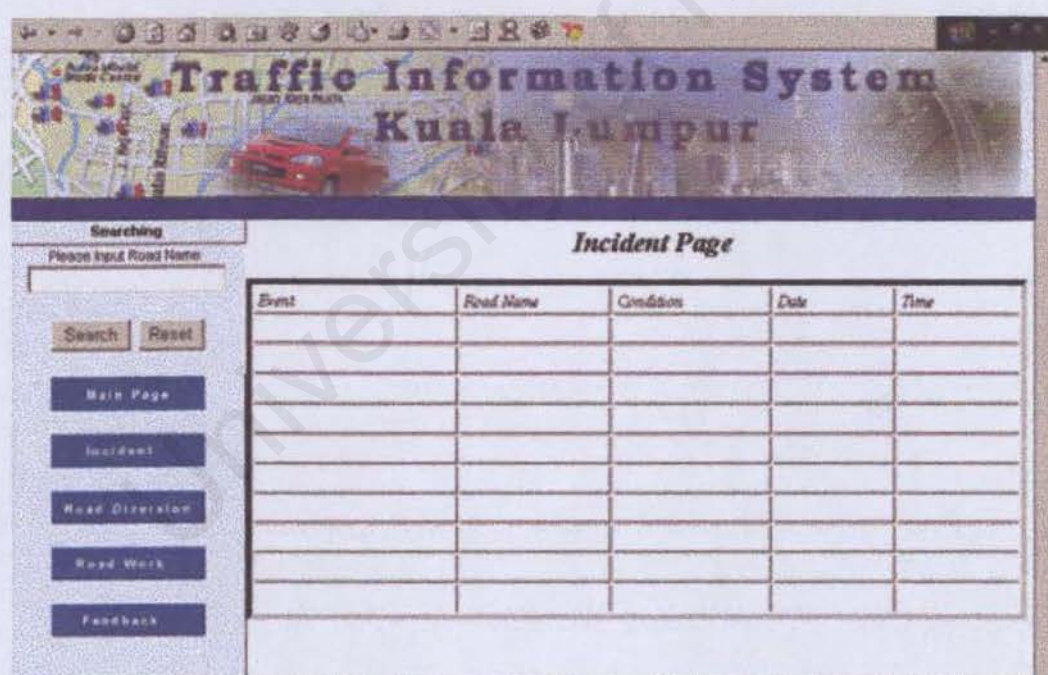 Traffic Information System
Kuala Lumpur
Searching
Please Input Road Name
Search Reset
Main Page
Incident
Road Diversion
Road Work
Feedback
Incident Page
Event Road Name Condition Date Time